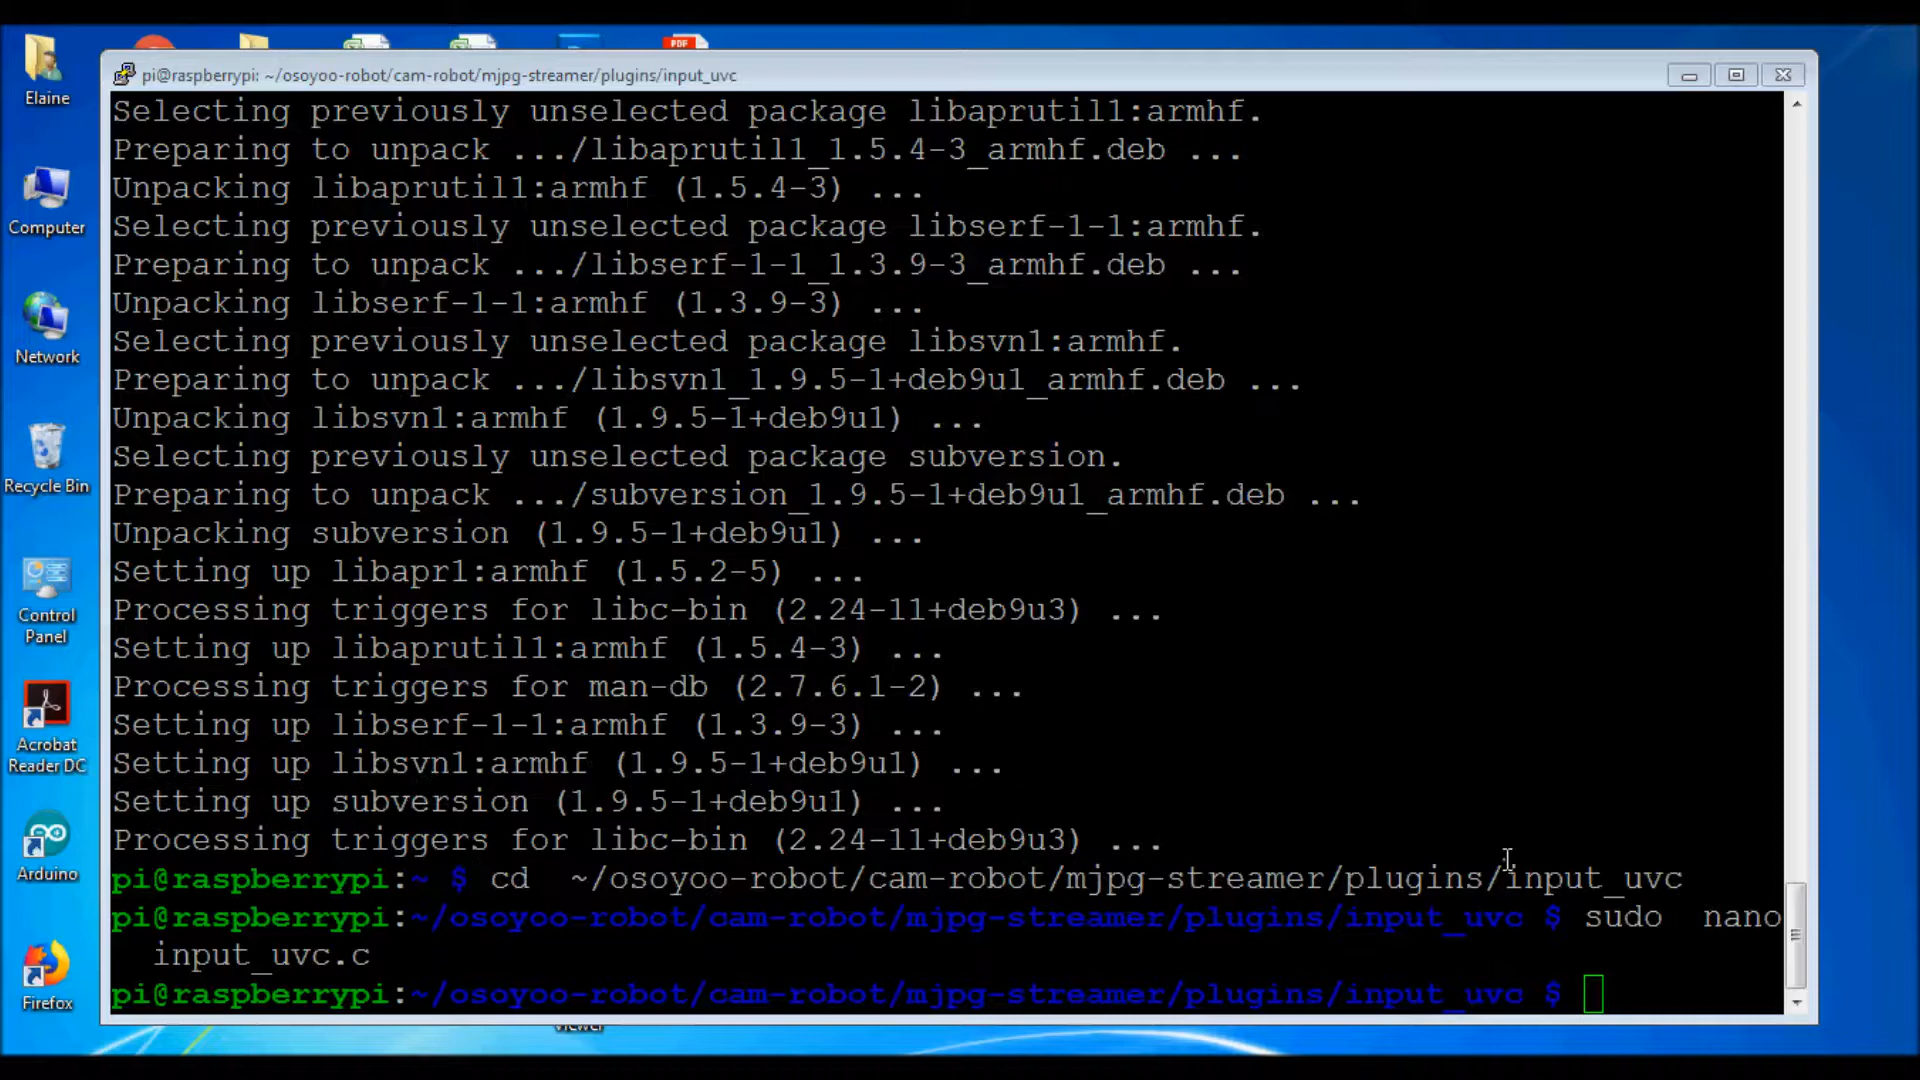 pi@raspberrypi: ~/osoyoo-robot/cam-robot/mjpg-streamer/plugins/input_uvc
Selecting previously unselected package libaprutil1:armhf.
Preparing to unpack .../libaprutil1_1.5.4-3_armhf.deb ...
Unpacking libaprutil1:armhf (1.5.4-3) ...
Selecting previously unselected package libserf-1-1:armhf.
Preparing to unpack .../libserf-1-1_1.3.9-3_armhf.deb ...
Unpacking libserf-1-1:armhf (1.3.9-3) ...
Selecting previously unselected package libsvn1:armhf.
Preparing to unpack .../libsvn1_1.9.5-1+deb9u1_armhf.deb ...
Unpacking libsvn1:armhf (1.9.5-1+deb9u1) ...
Selecting previously unselected package subversion.
Preparing to unpack .../subversion_1.9.5-1+deb9u1_armhf.deb ...
Unpacking subversion (1.9.5-1+deb9u1) ...
Setting up libapr1:armhf (1.5.2-5) ...
Processing triggers for libc-bin (2.24-11+deb9u3) ...
Setting up libaprutil1:armhf (1.5.4-3) ...
Processing triggers for man-db (2.7.6.1-2) ...
Setting up libserf-1-1:armhf (1.3.9-3) ...
Setting up libsvn1:armhf (1.9.5-1+deb9u1) ...
Setting up subversion (1.9.5-1+deb9u1) ...
Processing triggers for libc-bin (2.24-11+deb9u3) ...
pi@raspberrypi:~ $ cd  ~/osoyoo-robot/cam-robot/mjpg-streamer/plugins/input_uvc
pi@raspberrypi:~/osoyoo-robot/cam-robot/mjpg-streamer/plugins/input_uvc $ sudo  nano
input_uvc.c
pi@raspberrypi:~/osoyoo-robot/cam-robot/mjpg-streamer/plugins/input_uvc $
Elaine
Computer
Network
Recycle Bin
Control
Panel
Acrobat
Reader DC
Arduino
Firefox
PDF
viewer